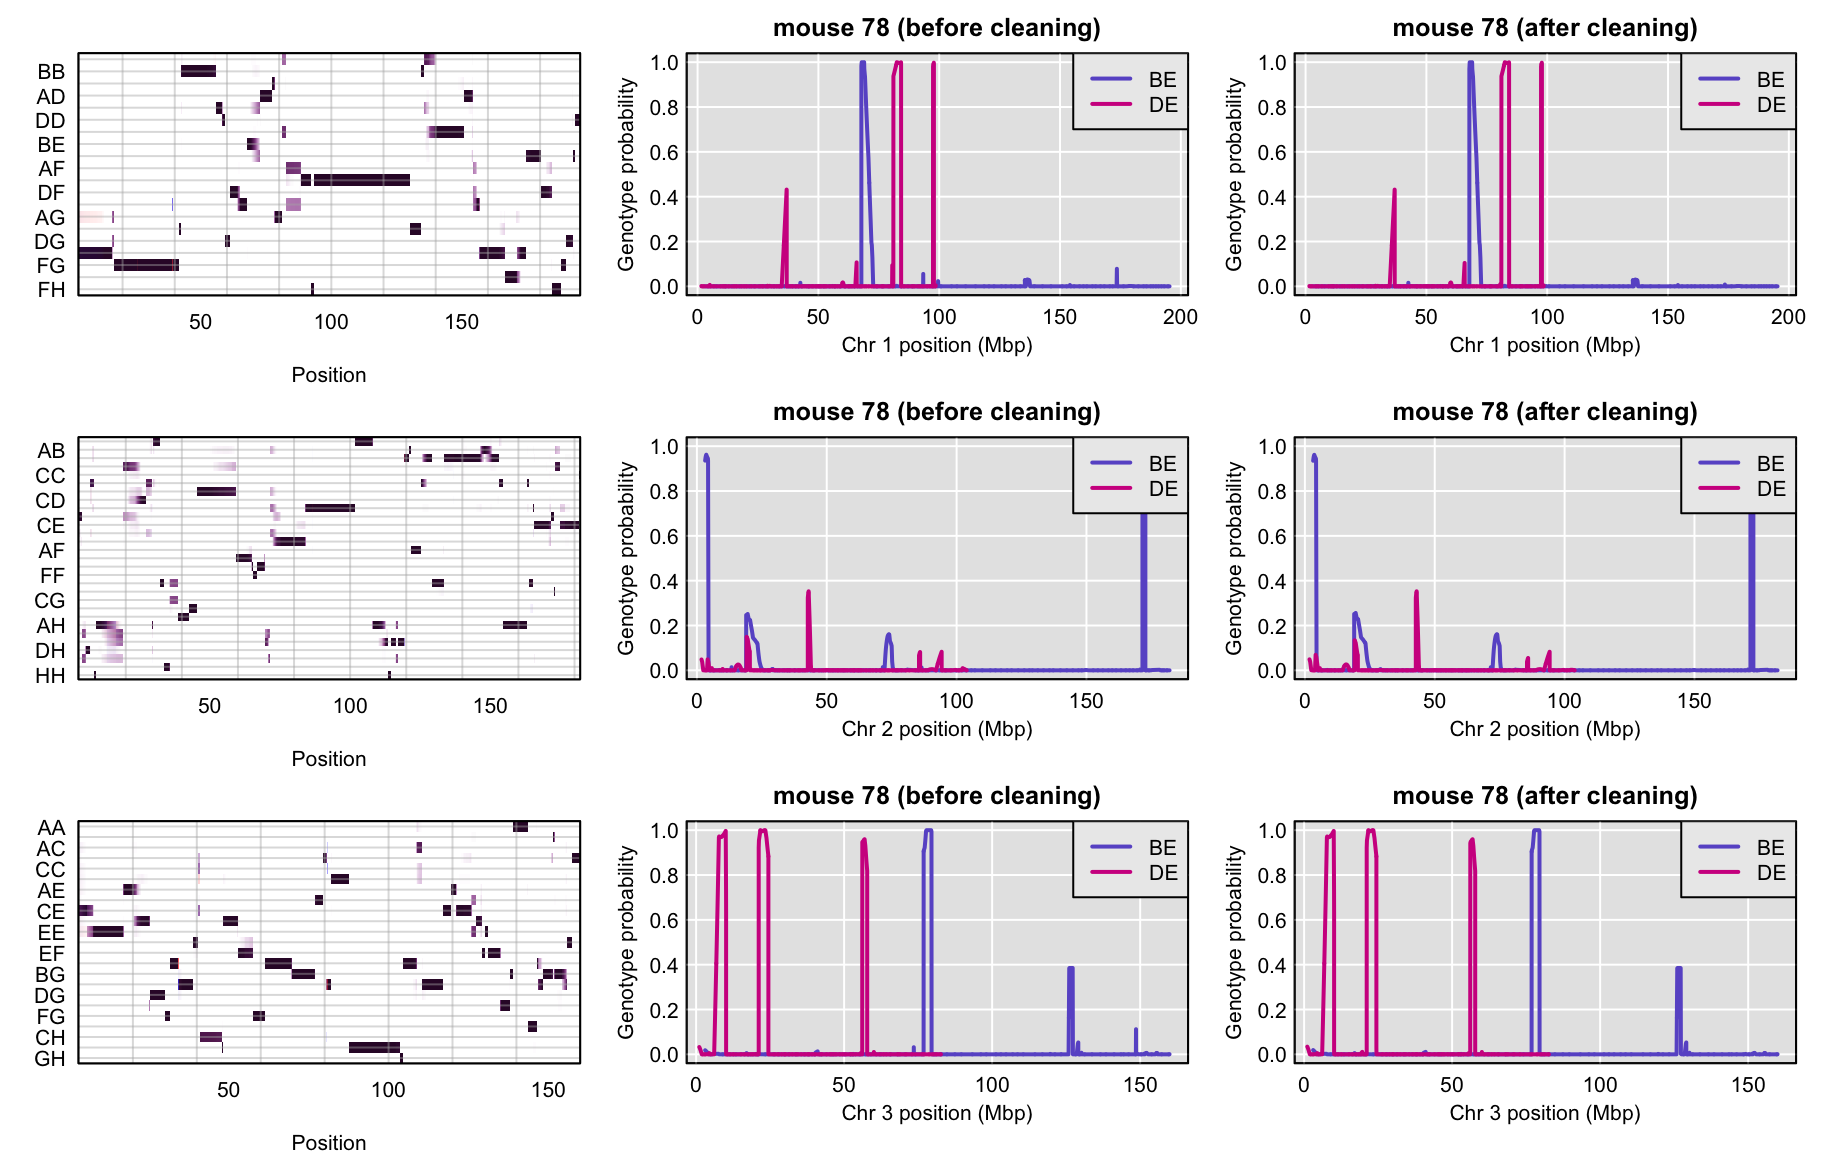 BB
AD
DD
BE
AF
DF
AG
DG
FG
FH
50 100 150
Position
mouse 78 (before cleaning)
Genotype probability
1.0
0.8
0.6
0.4
0.2
0.0
BE
DE
0 50 100 150 200
Chr 1 position (Mbp)
mouse 78 (after cleaning)
Genotype probability
1.0
0.8
0.6
0.4
0.2
0.0
BE
DE
0 50 100 150 200
Chr 1 position (Mbp)
AB
CC
CD
CE
AF
FF
CG
AH
DH
HH
50 100 150
Position
mouse 78 (before cleaning)
Genotype probability
1.0
0.8
0.6
0.4
0.2
0.0
BE
DE
0 50 100 150
Chr 2 position (Mbp)
mouse 78 (after cleaning)
Genotype probability
1.0
0.8
0.6
0.4
0.2
0.0
BE
DE
0 50 100 150
Chr 2 position (Mbp)
AA
AC
CC
AE
CE
EE
EF
BG
DG
FG
CH
GH
50 100 150
Position
mouse 78 (before cleaning)
Genotype probability
1.0
0.8
0.6
0.4
0.2
0.0
BE
DE
0 50 100 150
Chr 3 position (Mbp)
mouse 78 (after cleaning)
Genotype probability
1.0
0.8
0.6
0.4
0.2
0.0
BE
DE
0 50 100 150
Chr 3 position (Mbp)